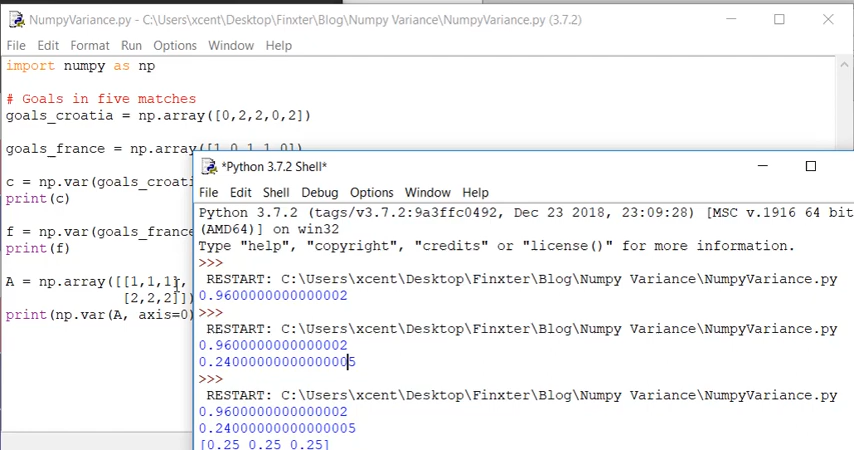 NumpyVariance.py - C:\Users\xcent\Desktop\Finxter\Blog\Numpy Variance\NumpyVariance.py (3.7.2)
File Edit Format Run Options Window Help
import numpy as np
# Goals in five matches
goals_croatia = np.array([0,2,2,0,2])
goals_france = np.array([1,0,1,1,0])
c = np.var(goals_croati
print(c)
f = np.var(goals_france
print(f)
A = np.array([[1,1,1],
[2,2,2]])
print(np.var(A, axis=0)
*Python 3.7.2 Shell*
File Edit Shell Debug Options Window Help
Python 3.7.2 (tags/v3.7.2:9a3ffc0492, Dec 23 2018, 23:09:28) [MSC v.1916 64 bit
(AMD64)] on win32
Type "help", "copyright", "credits" or "license()" for more information.
>>>
RESTART: C:\Users\xcent\Desktop\Finxter\Blog\Numpy Variance\NumpyVariance.py
0.9600000000000002
>>>
RESTART: C:\Users\xcent\Desktop\Finxter\Blog\Numpy Variance\NumpyVariance.py
0.9600000000000002
0.24000000000000005
>>>
RESTART: C:\Users\xcent\Desktop\Finxter\Blog\Numpy Variance\NumpyVariance.py
0.9600000000000002
0.24000000000000005
[0.25 0.25 0.25]